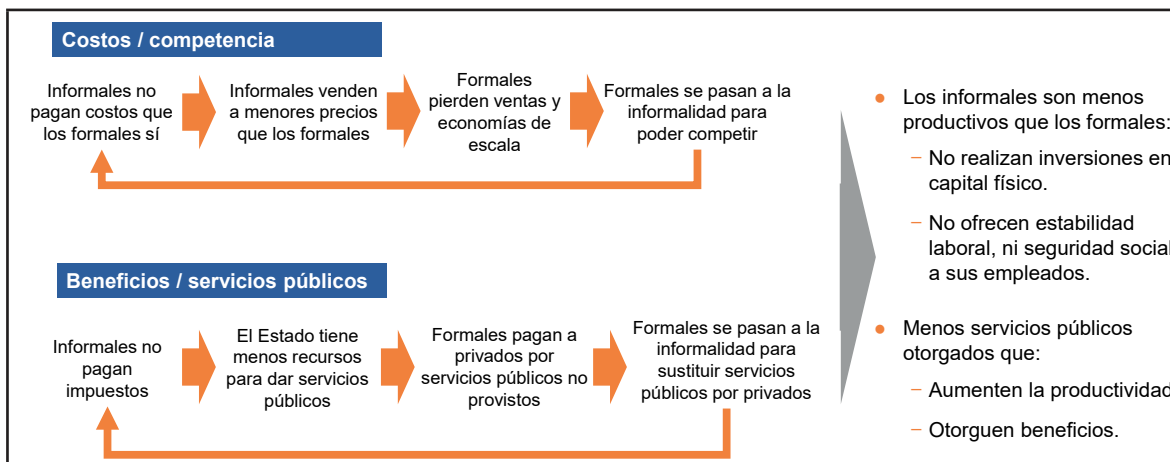 Costos / competencia
Informales no
pagan costos que
los formales sí
Informales venden
a menores precios
que los formales
Formales
pierden ventas y
economías de
escala
Formales se pasan a la
informalidad para
poder competir
Beneficios / servicios públicos
Informales no
pagan
impuestos
El Estado tiene
menos recursos
para dar servicios
públicos
Formales pagan a
privados por
servicios públicos no
provistos
Formales se pasan a la
informalidad para
sustituir servicios
públicos por privados
● Los informales son menos
productivos que los formales:
− No realizan inversiones en
capital físico.
− No ofrecen estabilidad
laboral, ni seguridad social
a sus empleados.
● Menos servicios públicos
otorgados que:
− Aumenten la productividad
− Otorguen beneficios.